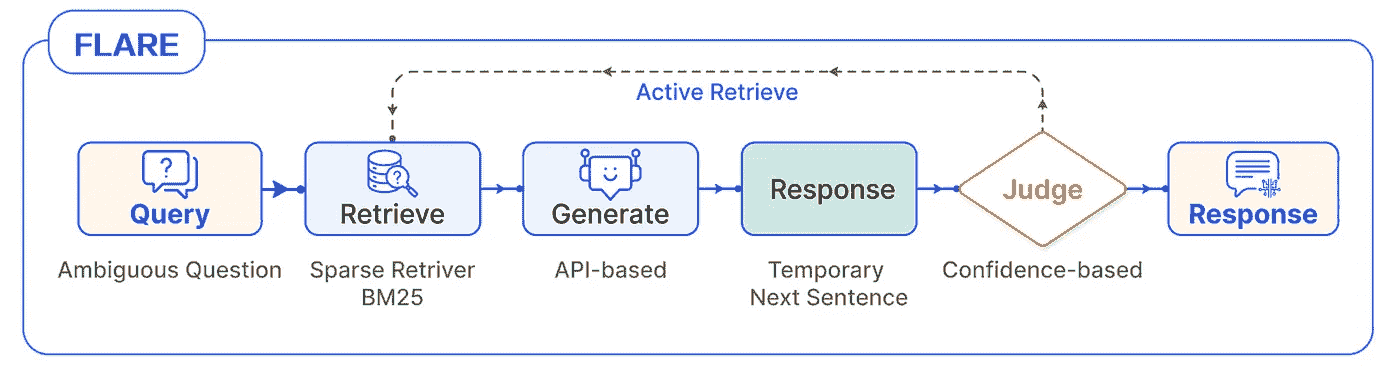 FLARE
Active Retrieve
Query
Retrieve
Generate
Response
Judge
Response
Ambiguous Question
Sparse Retriver
BM25
API-based
Temporary
Next Sentence
Confidence-based